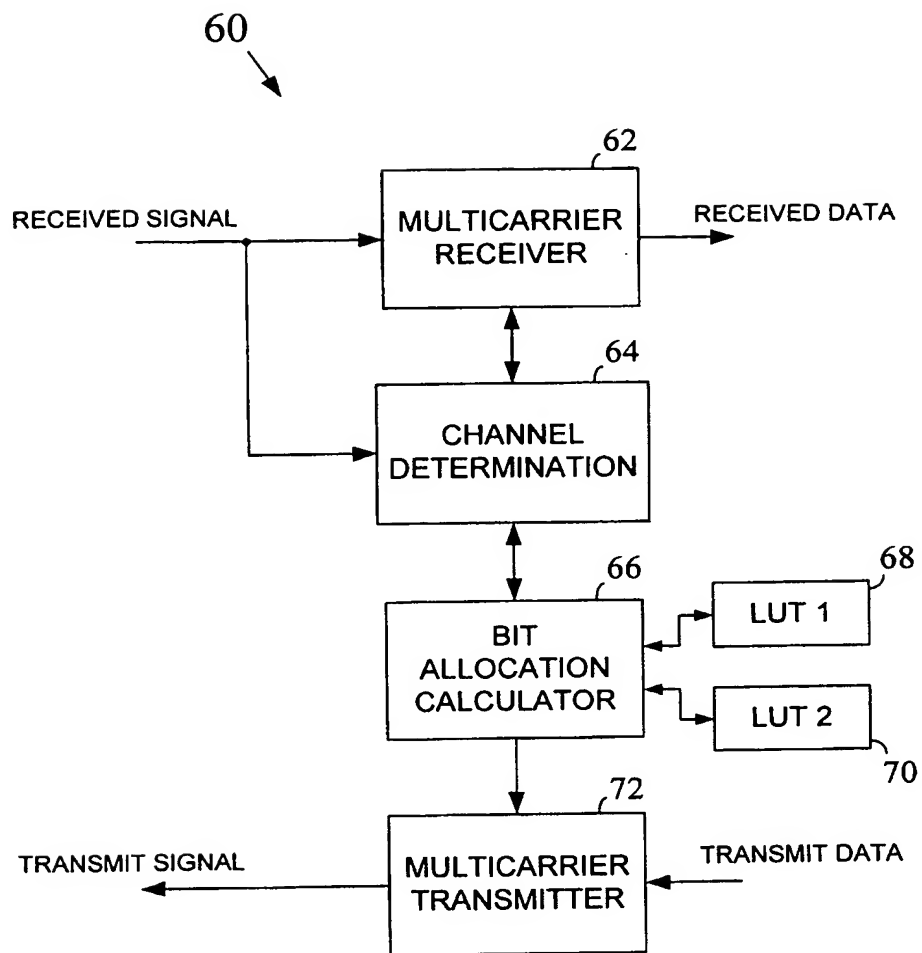 60
62
RECEIVED SIGNAL
MULTICARRIER
RECEIVER
RECEIVED DATA
64
CHANNEL
DETERMINATION
66
BIT
ALLOCATION
CALCULATOR
68
LUT 1
LUT 2
70
72
TRANSMIT SIGNAL
MULTICARRIER
TRANSMITTER
TRANSMIT DATA